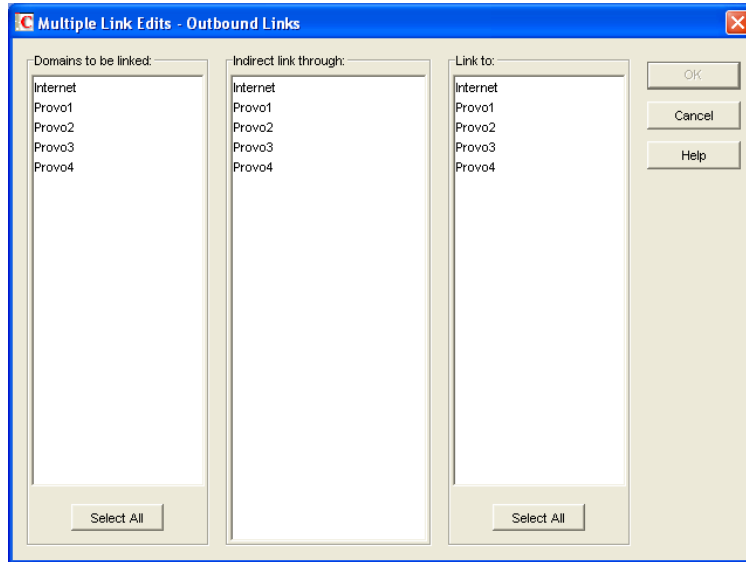 Multiple Link Edits - Outbound Links
Domains to be linked:
Internet
Provo1
Provo2
Provo3
Provo4
Select All
Indirect link through:
Internet
Provo1
Provo2
Provo3
Provo4
Link to:
Internet
Provo1
Provo2
Provo3
Provo4
Select All
OK
Cancel
Help